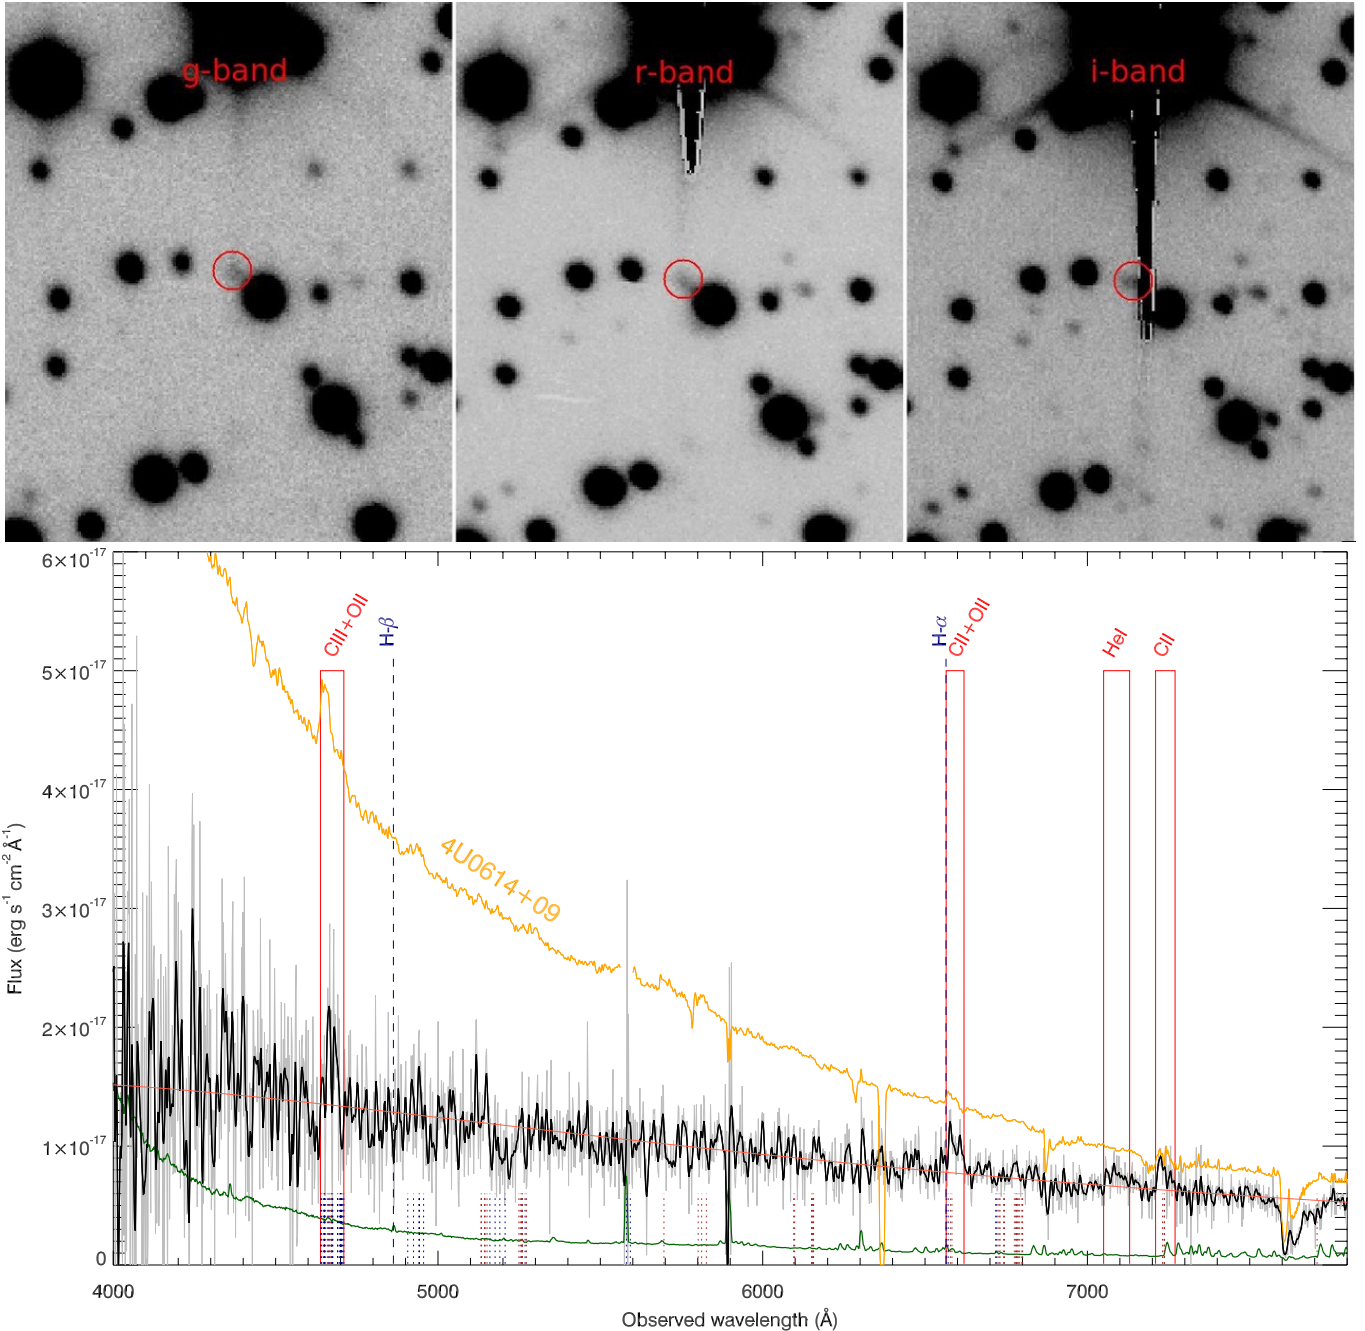 g-band
r-band
i-band
6×10⁻¹⁷
5×10⁻¹⁷
4×10⁻¹⁷
3×10⁻¹⁷
2×10⁻¹⁷
1×10⁻¹⁷
0
Flux (erg s⁻¹ cm⁻² Å⁻¹)
CIII+OII
H-β
H-α
CII+OII
HeI
CII
4U0614+09
4000
5000
6000
7000
Observed wavelength (Å)